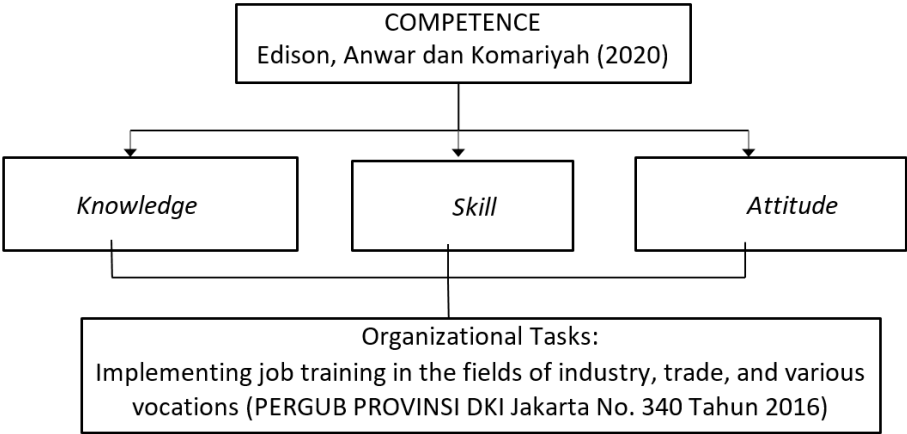 COMPETENCE
Edison, Anwar dan Komariyah (2020)
Knowledge
Skill
Attitude
Organizational Tasks:
Implementing job training in the fields of industry, trade, and various
vocations (PERGUB PROVINSI DKI Jakarta No. 340 Tahun 2016)